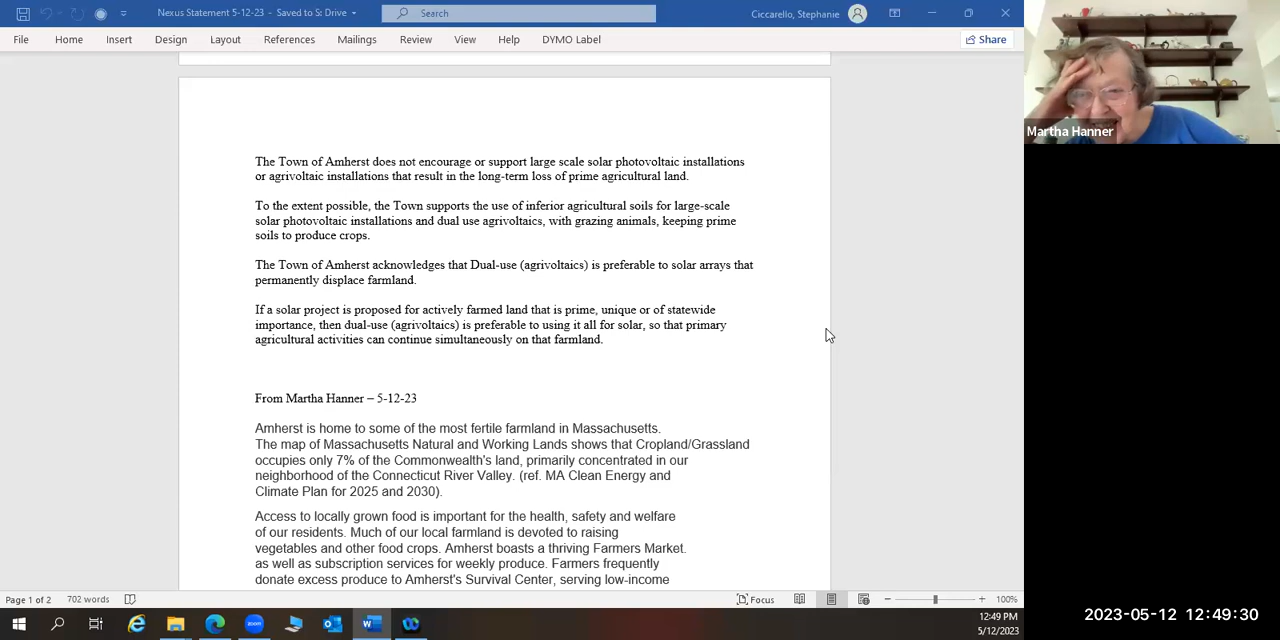 Nexus Statement 5-12-23 - Saved to S: Drive
Search
Ciccarello, Stephanie
File Home Insert Design Layout References Mailings Review View Help DYMO Label
Share
Martha Hanner
The Town of Amherst does not encourage or support large scale solar photovoltaic installations
or agrivoltaic installations that result in the long-term loss of prime agricultural land.
To the extent possible, the Town supports the use of inferior agricultural soils for large-scale
solar photovoltaic installations and dual use agrivoltaics, with grazing animals, keeping prime
soils to produce crops.
The Town of Amherst acknowledges that Dual-use (agrivoltaics) is preferable to solar arrays that
permanently displace farmland.
If a solar project is proposed for actively farmed land that is prime, unique or of statewide
importance, then dual-use (agrivoltaics) is preferable to using it all for solar, so that primary
agricultural activities can continue simultaneously on that farmland.
From Martha Hanner – 5-12-23
Amherst is home to some of the most fertile farmland in Massachusetts.
The map of Massachusetts Natural and Working Lands shows that Cropland/Grassland
occupies only 7% of the Commonwealth's land, primarily concentrated in our
neighborhood of the Connecticut River Valley. (ref. MA Clean Energy and
Climate Plan for 2025 and 2030).
Access to locally grown food is important for the health, safety and welfare
of our residents. Much of our local farmland is devoted to raising
vegetables and other food crops. Amherst boasts a thriving Farmers Market.
as well as subscription services for weekly produce. Farmers frequently
donate excess produce to Amherst's Survival Center, serving low-income
Page 1 of 2 702 words
Focus
100%
zoom
12:49 PM
5/12/2023
2023-05-12 12:49:30